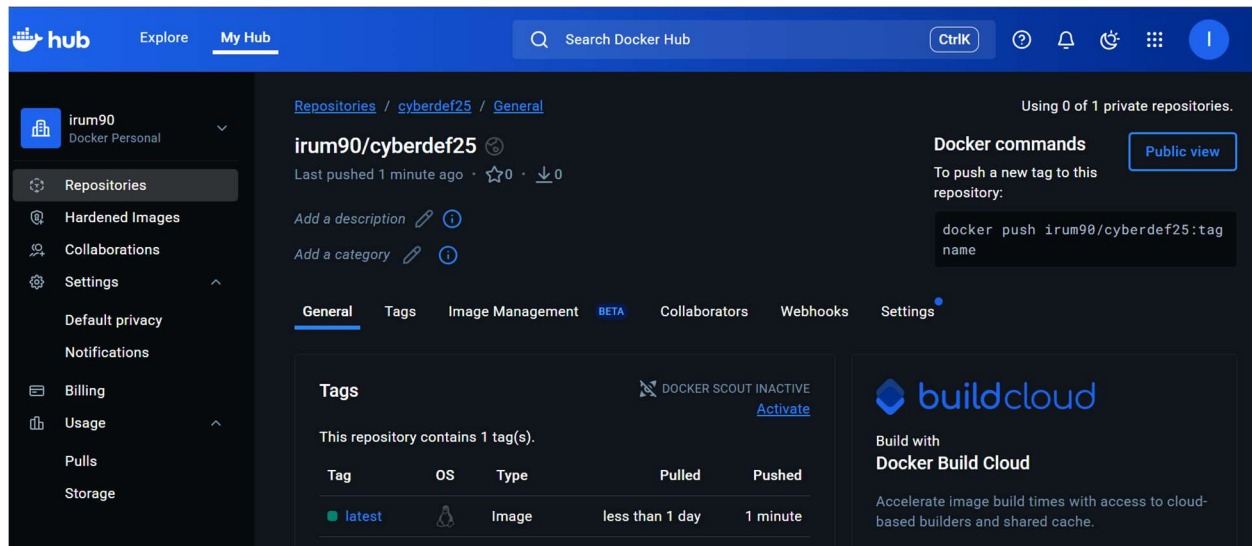 hub Explore My Hub Search Docker Hub CtrlK I
irum90
Docker Personal
Repositories
Hardened Images
Collaborations
Settings
Default privacy
Notifications
Billing
Usage
Pulls
Storage
Repositories / cyberdef25 / General
Using 0 of 1 private repositories.
irum90/cyberdef25
Last pushed 1 minute ago · 0 · 0
Add a description
Add a category
Docker commands
Public view
To push a new tag to this
repository:
docker push irum90/cyberdef25:tag
name
General Tags Image Management BETA Collaborators Webhooks Settings
Tags
DOCKER SCOUT INACTIVE
Activate
This repository contains 1 tag(s).
Tag OS Type Pulled Pushed
latest Image less than 1 day 1 minute
buildcloud
Build with
Docker Build Cloud
Accelerate image build times with access to cloud-
based builders and shared cache.